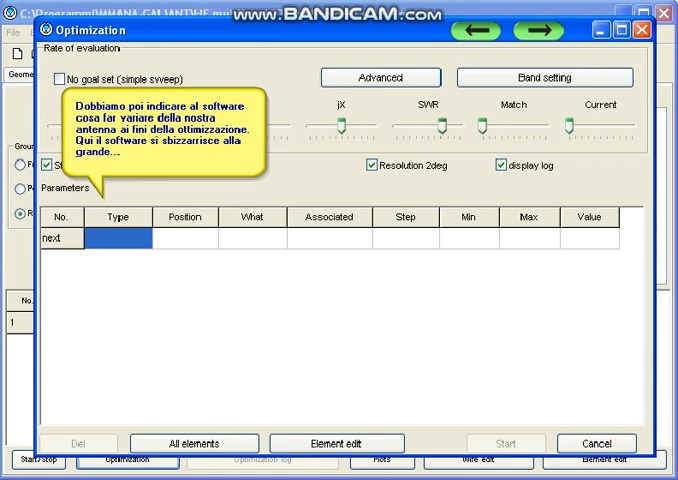 C:\Programmi\MMANA-GAL\ANT\HF mul
www.BANDICAM.com
Optimization
Rate of evaluation
No goal set (simple sweep)
Advanced
Band setting
Dobbiamo poi indicare al software
cosa far variare della nostra
antenna ai fini della ottimizzazione.
Qui il software si sbizzarrisce alla
grande...
jX
SWR
Match
Current
Resolution 2deg
display log
Parameters
No.
Type
Position
What
Associated
Step
Min
Max
Value
next
No.
1
Del
All elements
Element edit
Start
Cancel
Start/Stop
Optimization
Optimization log
Plots
Wire edit
Element edit